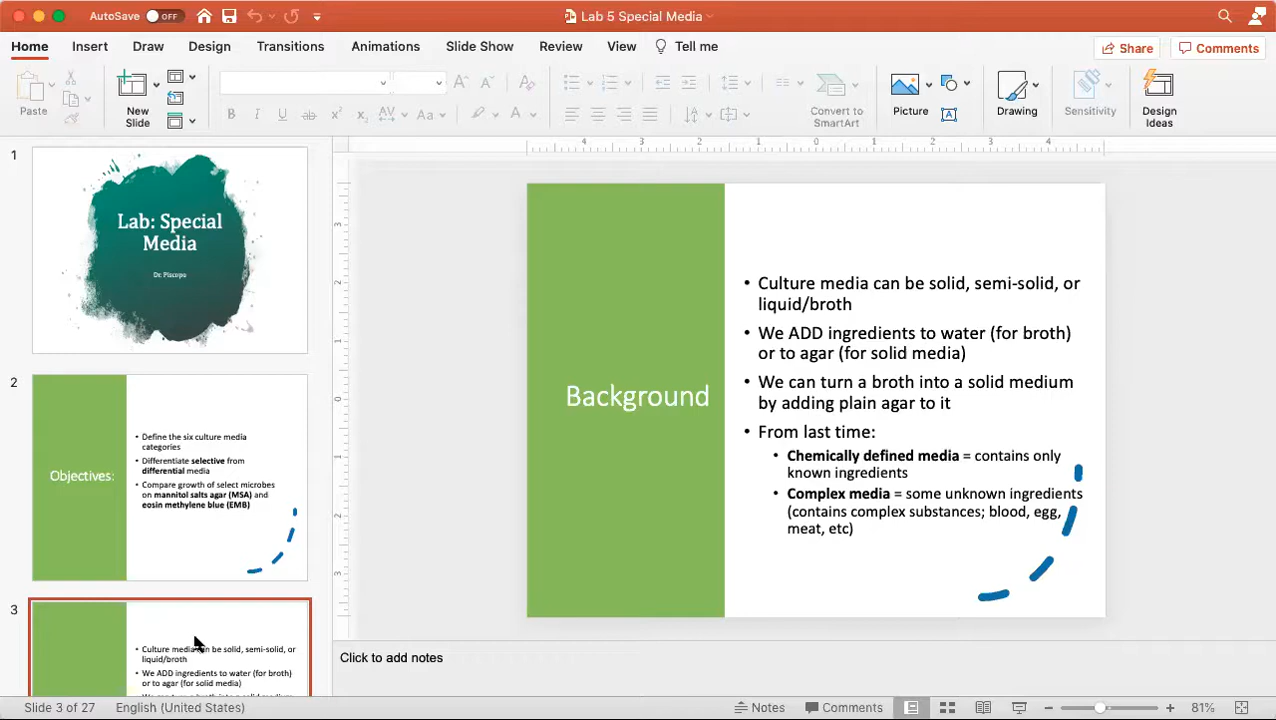 AutoSave OFF
Lab 5 Special Media
Home Insert Draw Design Transitions Animations Slide Show Review View Tell me
Share Comments
Paste
New
Slide
Convert to
SmartArt
Picture
Drawing
Sensitivity
Design
Ideas
1
Lab: Special
Media
Dr. Piscopo
2
Objectives:
• Define the six culture media
categories
• Differentiate selective from
differential media
• Compare growth of select microbes
on mannitol salts agar (MSA) and
eosin methylene blue (EMB)
3
• Culture media can be solid, semi-solid, or
liquid/broth
• We ADD ingredients to water (for broth)
or to agar (for solid media)
Background
• Culture media can be solid, semi-solid, or
liquid/broth
• We ADD ingredients to water (for broth)
or to agar (for solid media)
• We can turn a broth into a solid medium
by adding plain agar to it
• From last time:
• Chemically defined media = contains only
known ingredients
• Complex media = some unknown ingredients
(contains complex substances; blood, egg,
meat, etc)
Click to add notes
Slide 3 of 27 English (United States)
Notes Comments 81%